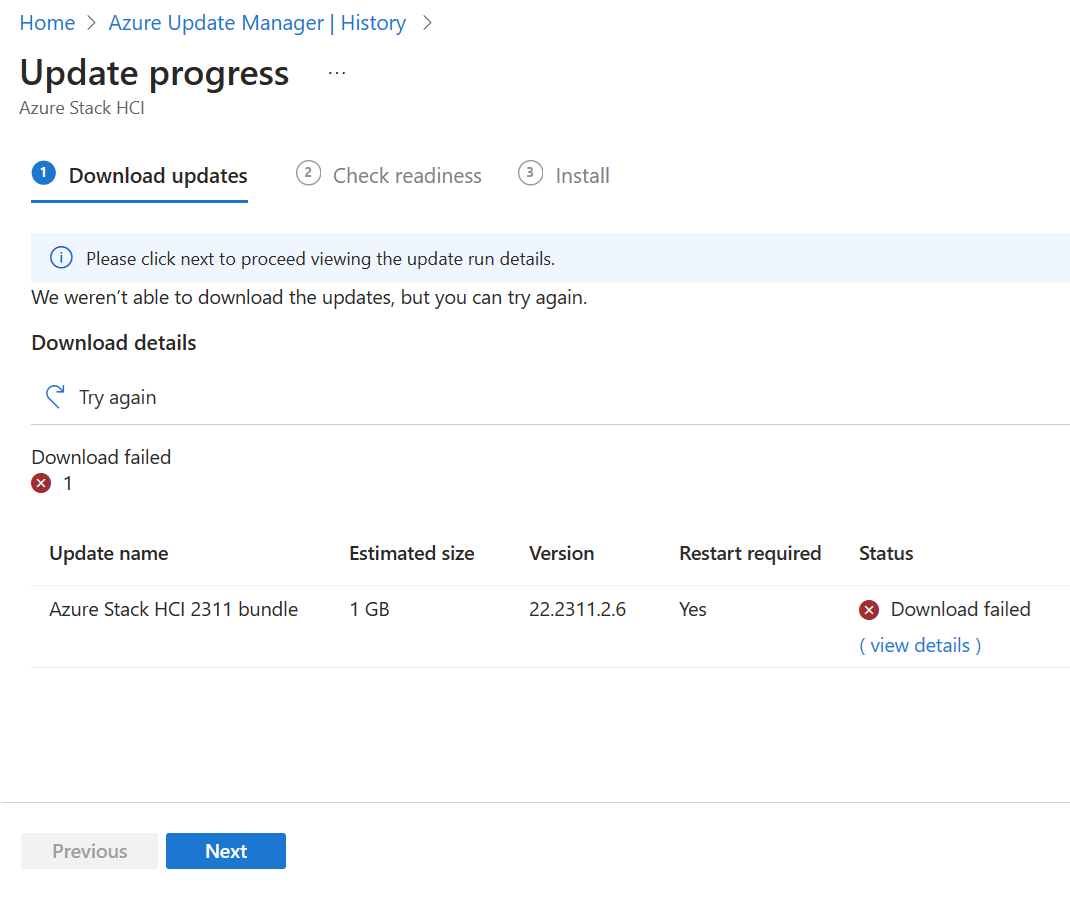 Home > Azure Update Manager | History >
Update progress ...
Azure Stack HCI
1 Download updates 2 Check readiness 3 Install
Please click next to proceed viewing the update run details.
We weren’t able to download the updates, but you can try again.
Download details
Try again
Download failed
1
Update name Estimated size Version Restart required Status
Azure Stack HCI 2311 bundle 1 GB 22.2311.2.6 Yes Download failed
( view details )
Previous Next